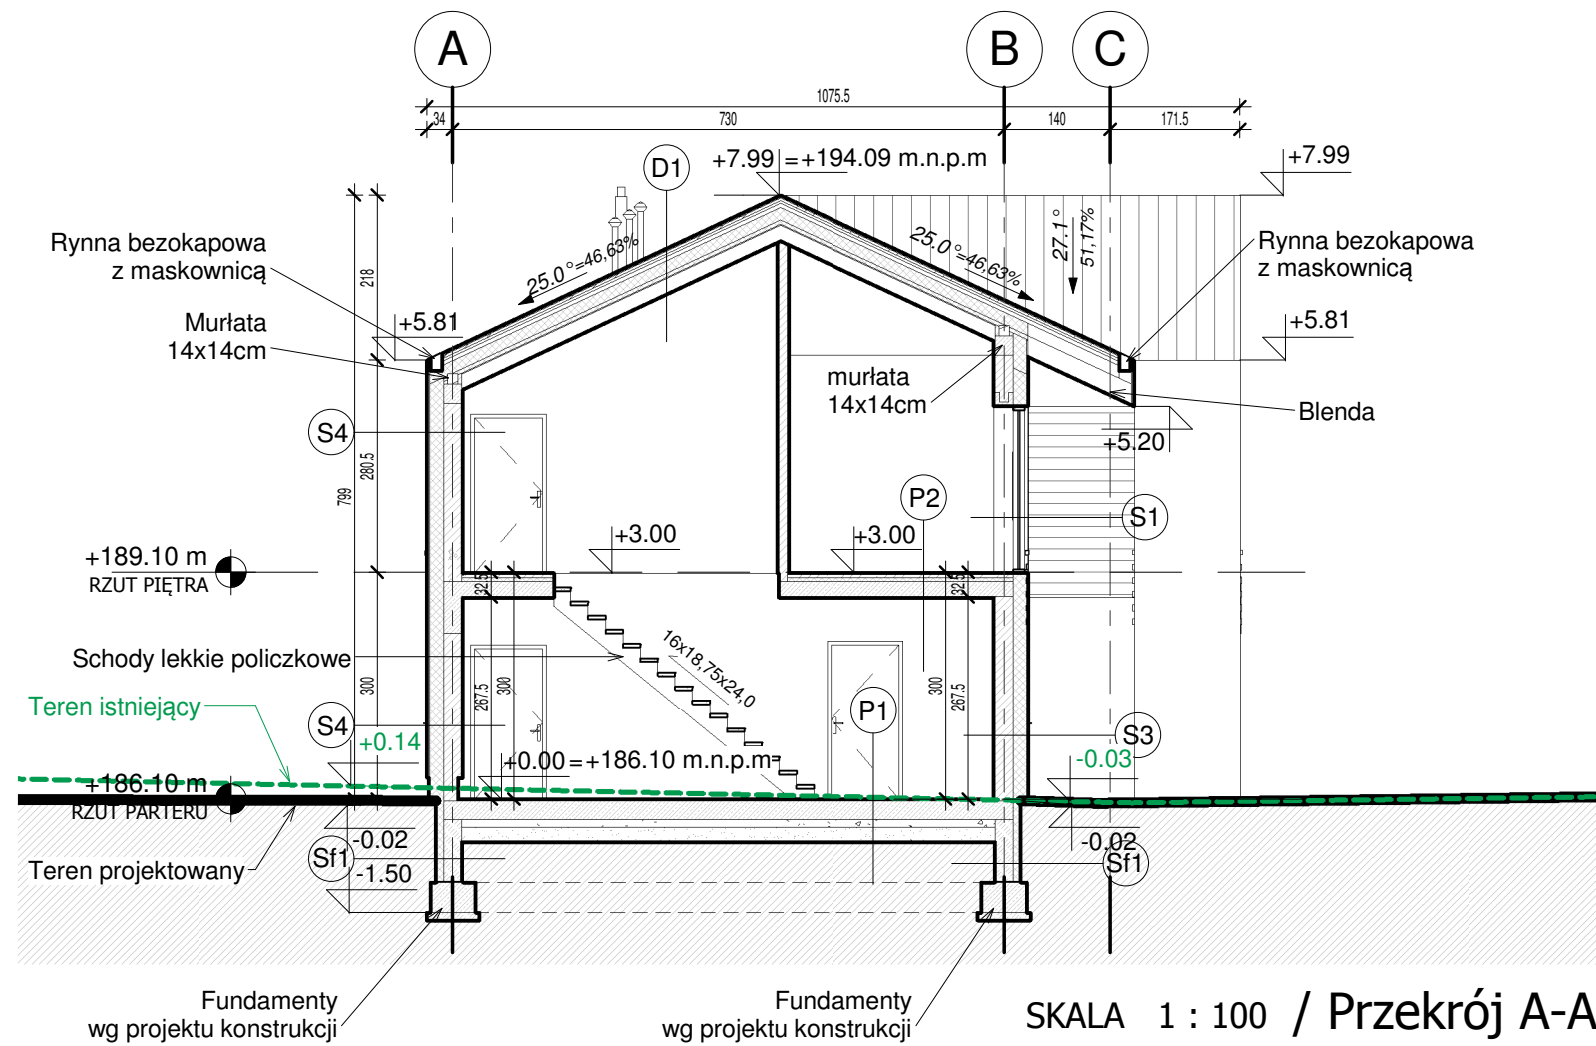 A
B
C
1075.5
34
730
140
171.5
+7.99 =+194.09 m.n.p.m
+7.99
D1
Rynna bezokapowa
z maskownicą
25.0°=46,63%
25.0°=46,63%
27.1°
51,17%
Rynna bezokapowa
z maskownicą
218
Murłata
14x14cm
+5.81
+5.81
murłata
14x14cm
Blenda
S4
+5.20
280.5
799
P2
S1
+3.00
+3.00
+189.10 m
RZUT PIĘTRA
32.5
32.5
Schody lekkie policzkowe
16x18,75x24,0
300
267.5
300
300
267.5
Teren istniejący
S4
P1
S3
+0.14
+0.00=+186.10 m.n.p.m
-0.03
+186.10 m
RZUT PARTERU
-0.02
-0.02
Sf1
Sf1
Teren projektowany
-1.50
Fundamenty
wg projektu konstrukcji
Fundamenty
wg projektu konstrukcji
SKALA 1 : 100 / Przekrój A-A